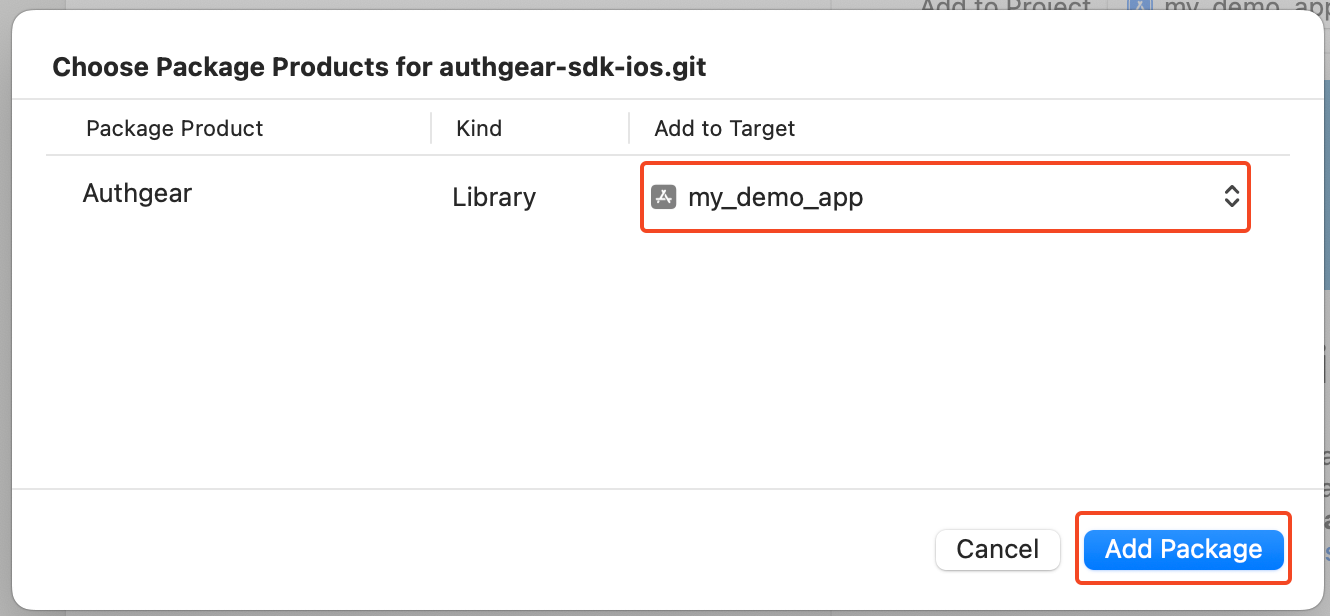 Add to Project my_demo_app
Choose Package Products for authgear-sdk-ios.git
Package Product Kind Add to Target
Authgear Library my_demo_app
Cancel Add Package